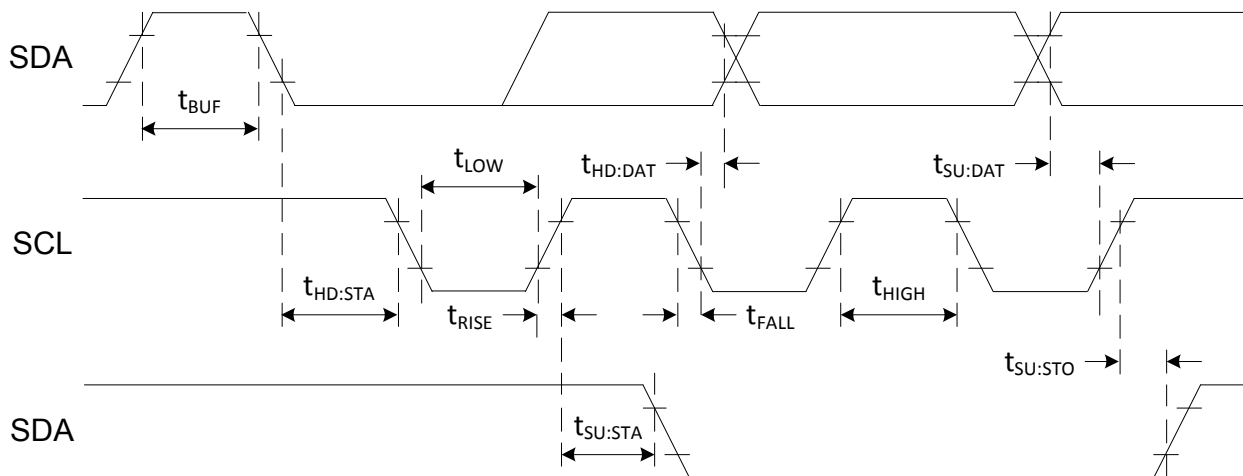 SDA
tBUF
tLOW
tHD:DAT
tSU:DAT
SCL
tHD:STA
tRISE
tFALL
tHIGH
tSU:STO
SDA
tSU:STA